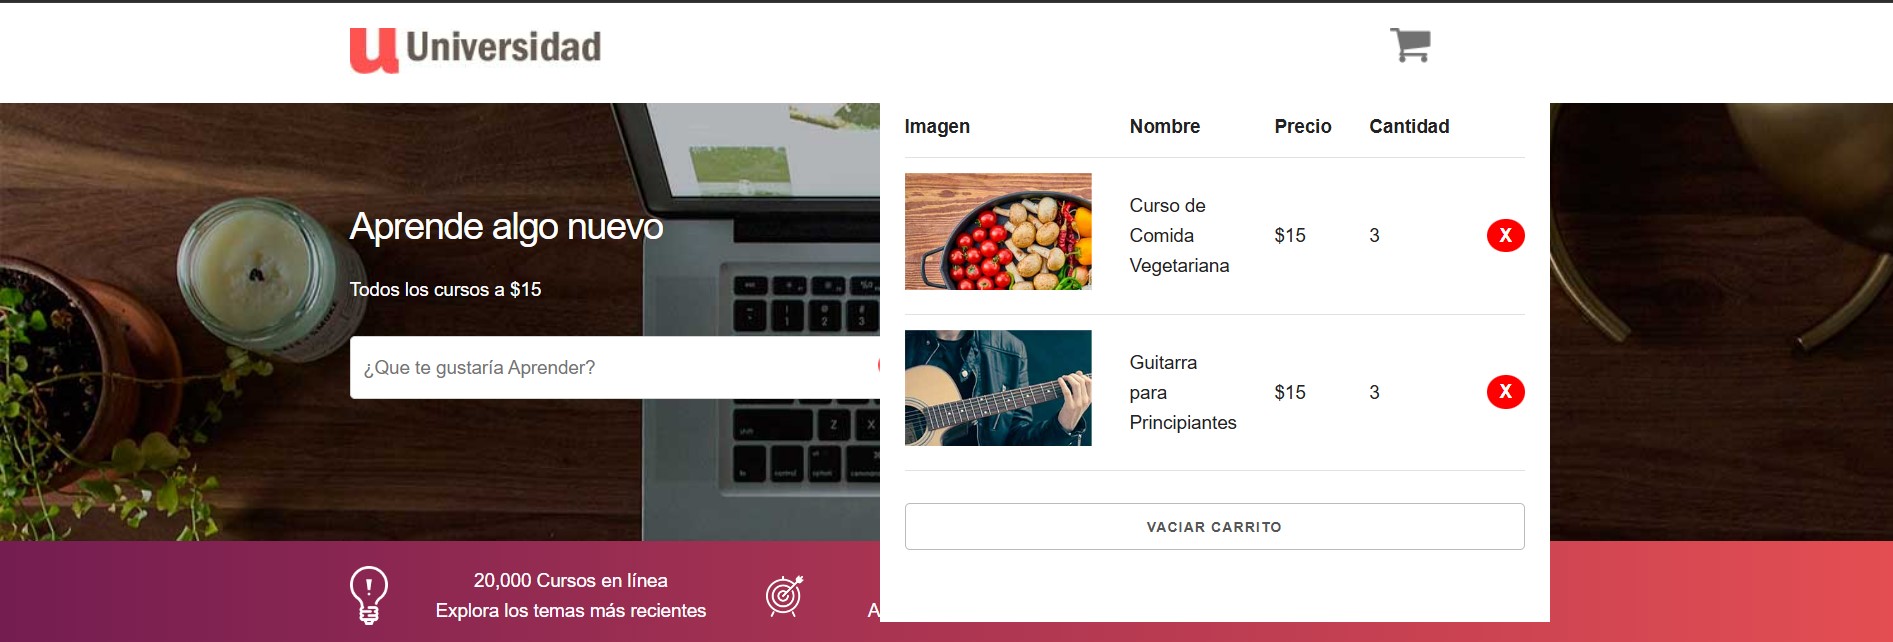 u Universidad
Imagen Nombre Precio Cantidad
Curso de
Comida
Vegetariana
$15 3 X
Guitarra
para
Principiantes
$15 3 X
VACIAR CARRITO
Aprende algo nuevo
Todos los cursos a $15
¿Que te gustaría Aprender?
20,000 Cursos en línea
Explora los temas más recientes
A